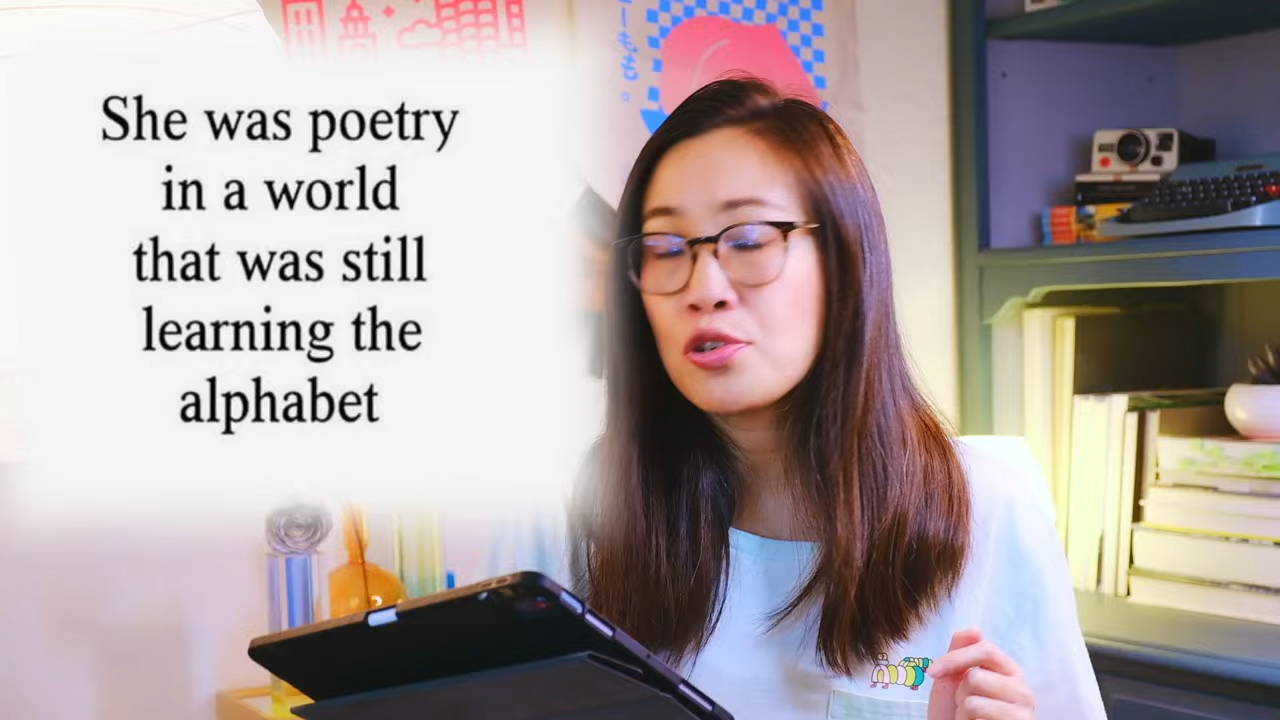 She was poetry
in a world
that was still
learning the
alphabet